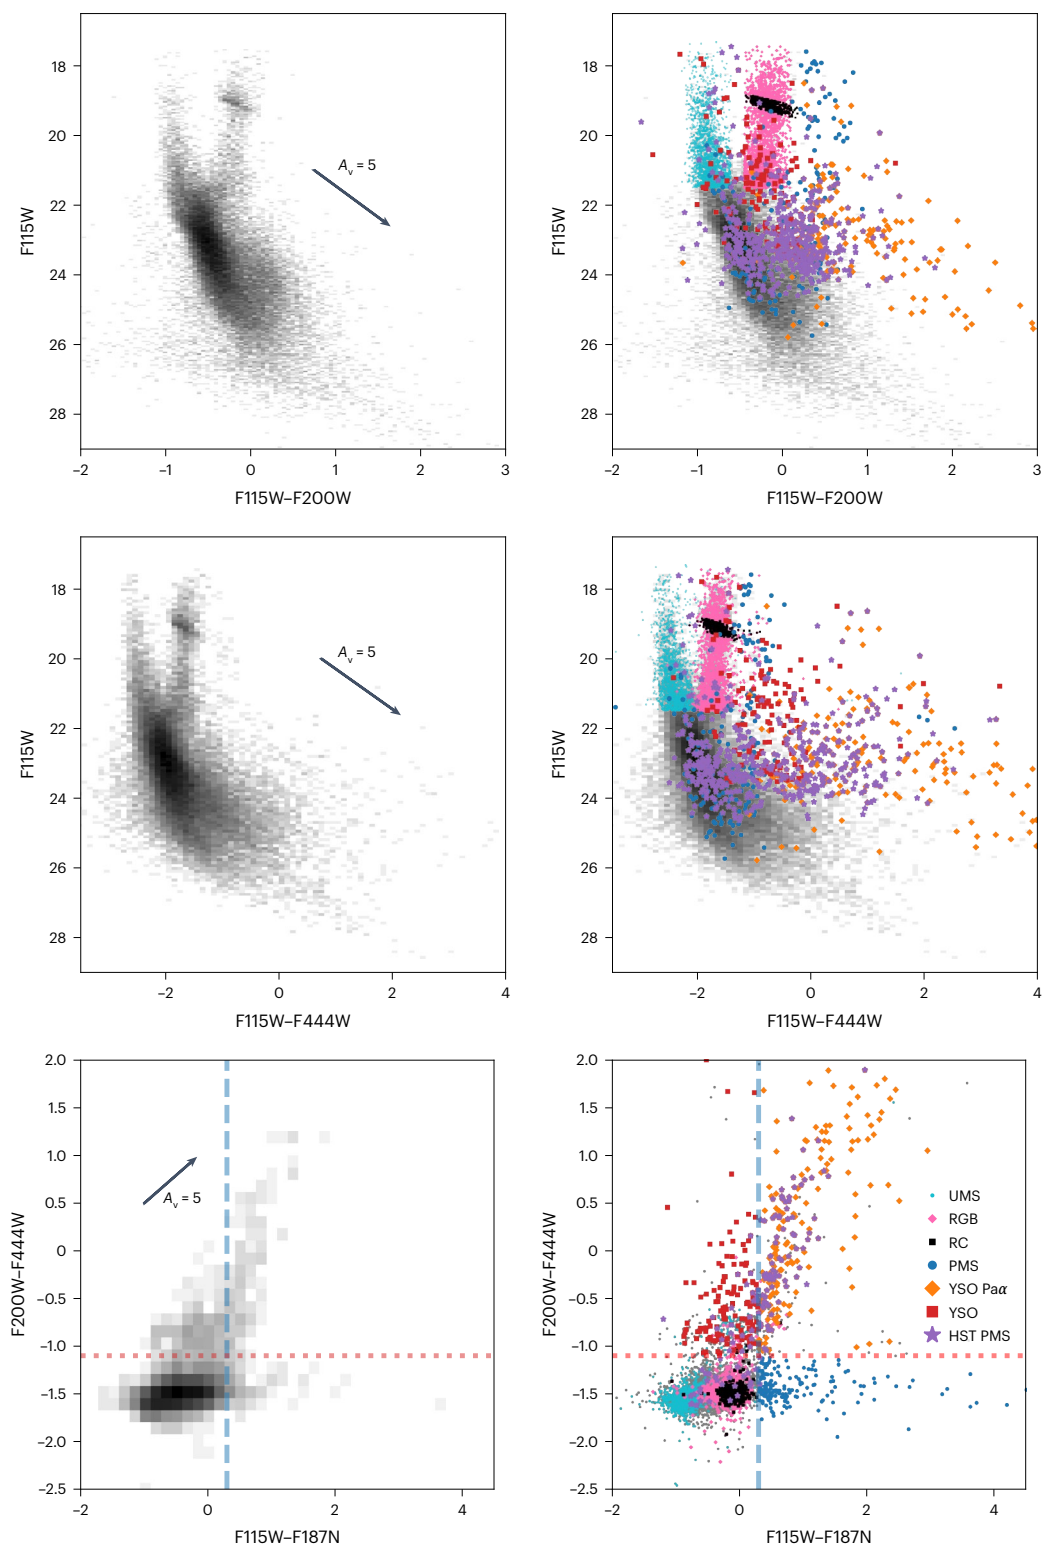 18
20
22
24
26
28
F115W
A_v = 5
−2 −1 0 1 2 3
F115W–F200W
18
20
22
24
26
28
F115W
−2 −1 0 1 2 3
F115W–F200W
18
20
22
24
26
28
F115W
A_v = 5
−2 0 2 4
F115W–F444W
18
20
22
24
26
28
F115W
−2 0 2 4
F115W–F444W
2.0
1.5
1.0
0.5
0
−0.5
−1.0
−1.5
−2.0
−2.5
F200W–F444W
A_v = 5
−2 0 2 4
F115W–F187N
2.0
1.5
1.0
0.5
0
−0.5
−1.0
−1.5
−2.0
−2.5
F200W–F444W
UMS
RGB
RC
PMS
YSO Paα
YSO
HST PMS
−2 0 2 4
F115W–F187N